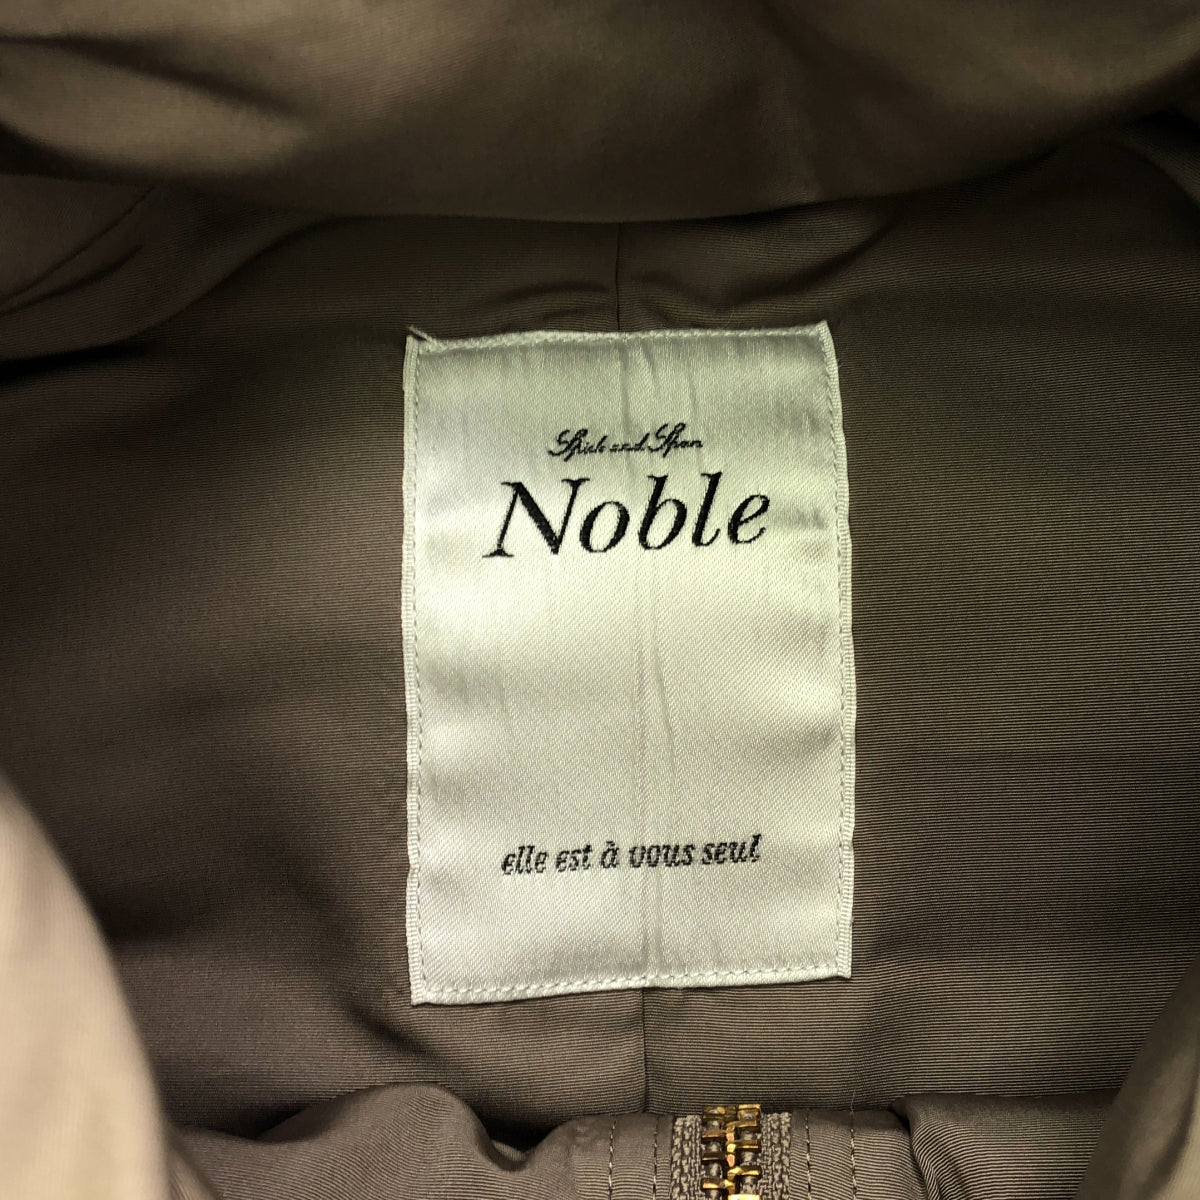 Spick and Span
Noble
elle est à vous seul